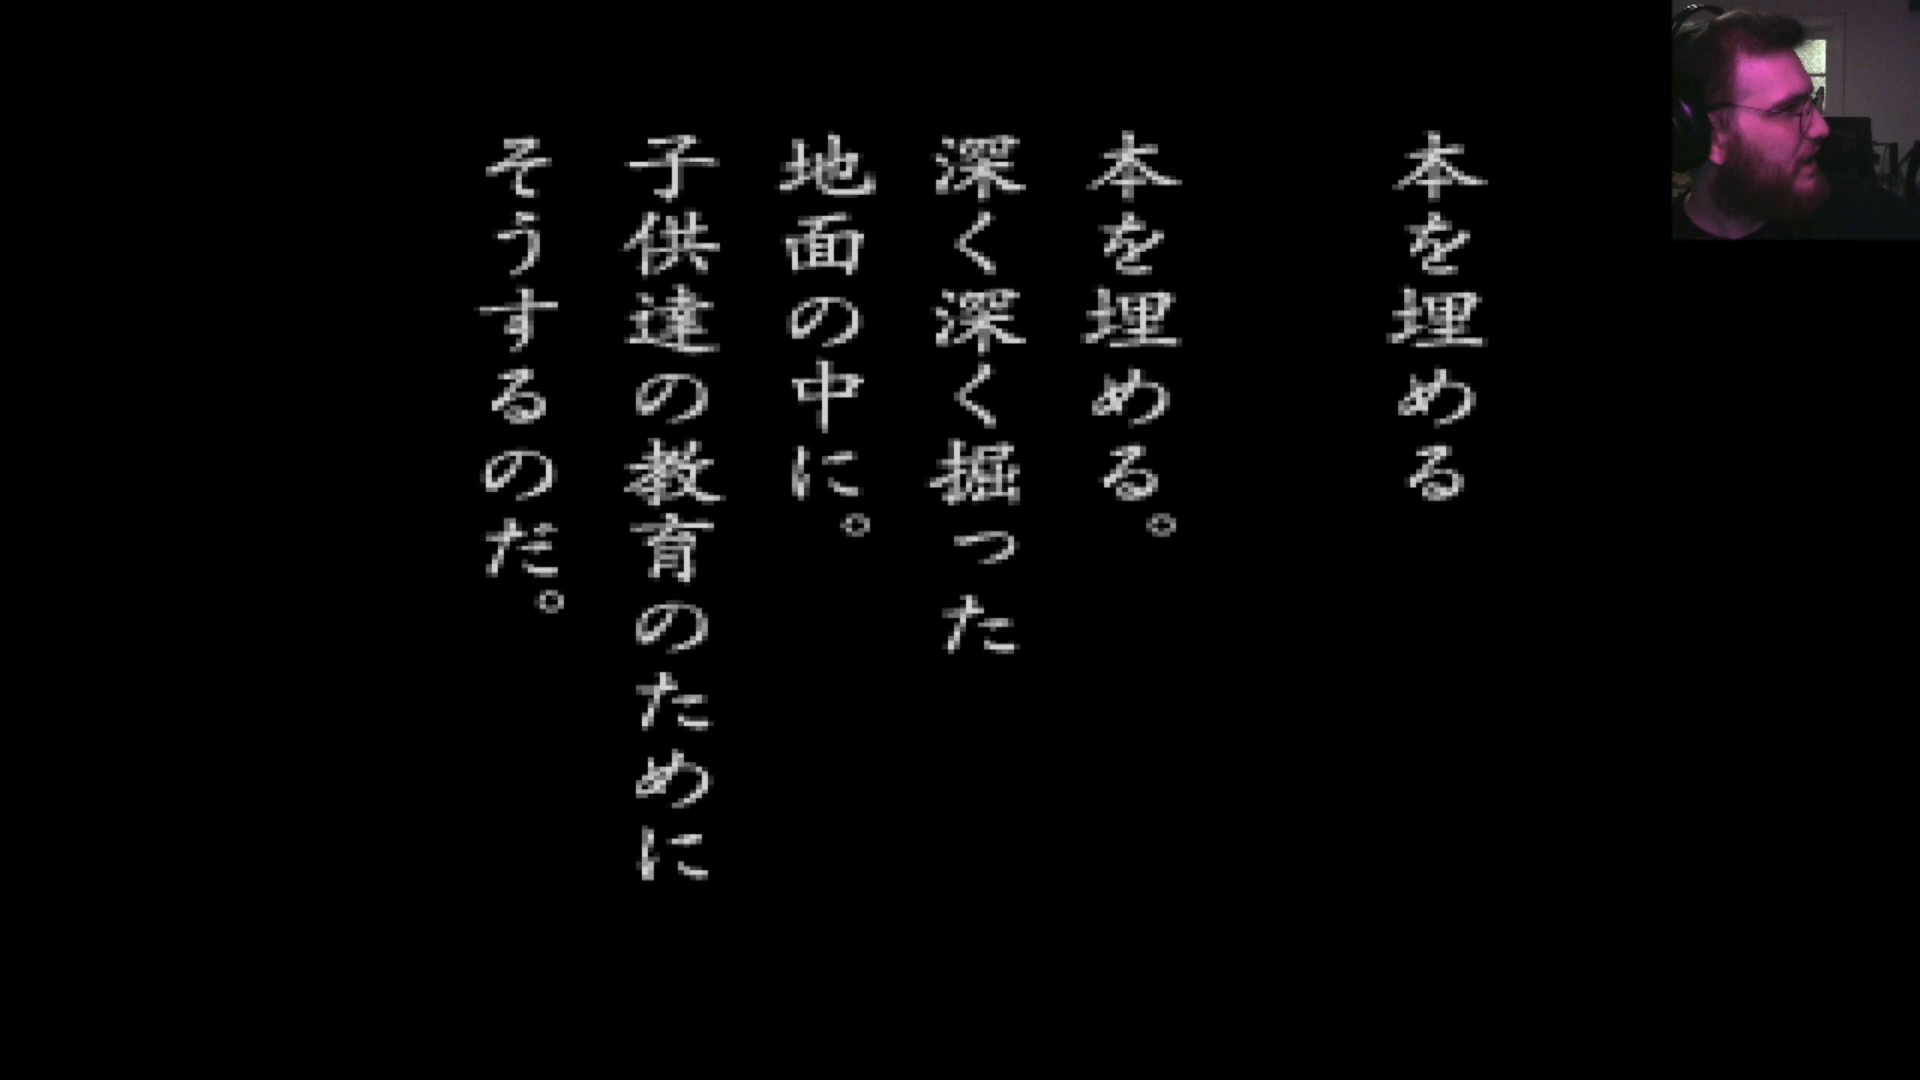 本を埋める
本を埋める。
深く深く掘った
地面の中に。
子供達の教育のために
そうするのだ。